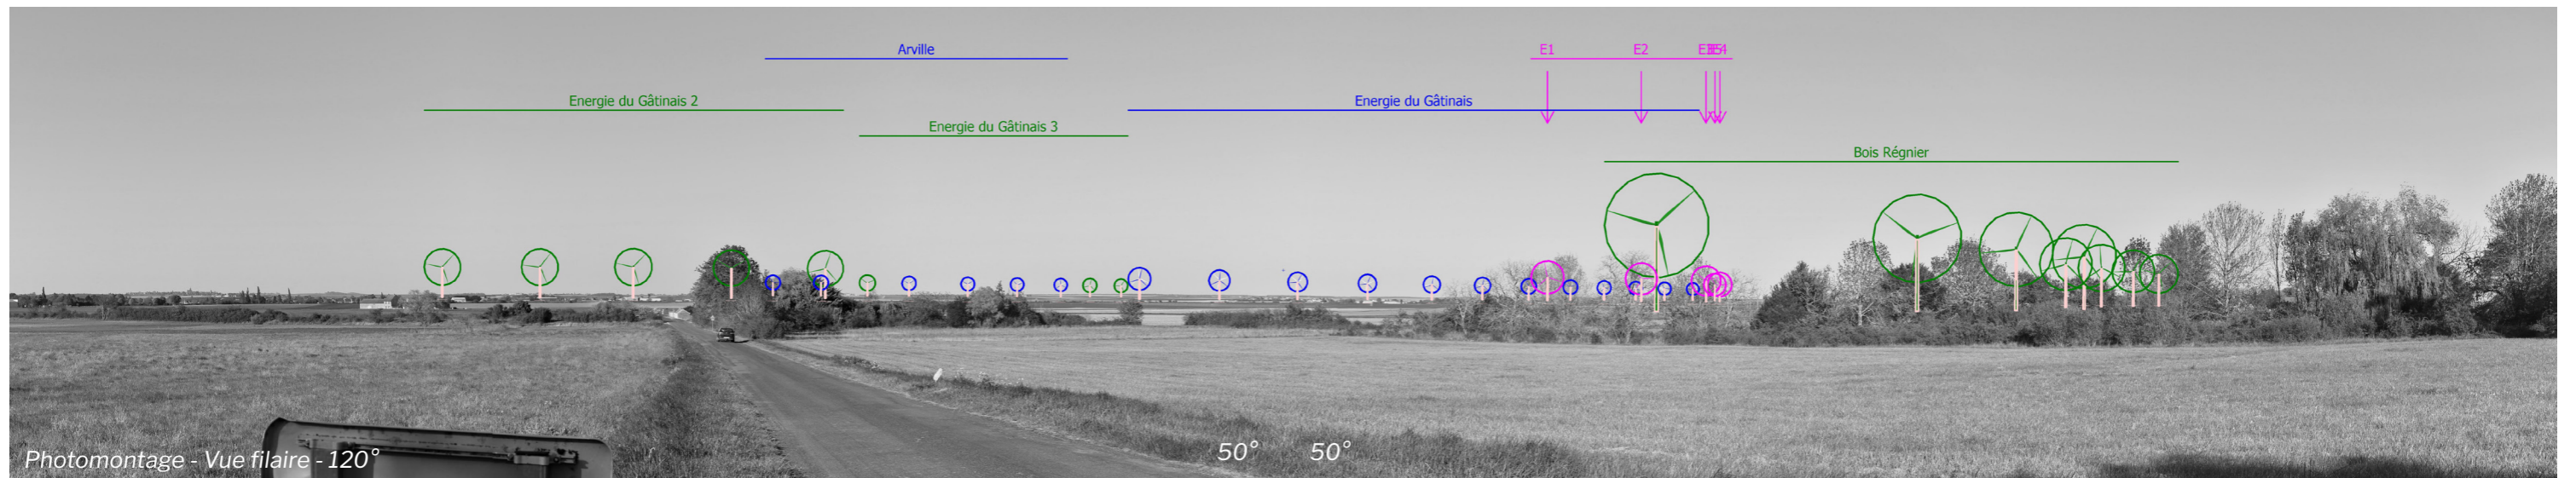 Arville
E1 E2
Energie du Gâtinais 2
Energie du Gâtinais
Energie du Gâtinais 3
Bois Régnier
50° 50°
Photomontage - Vue filaire - 120°